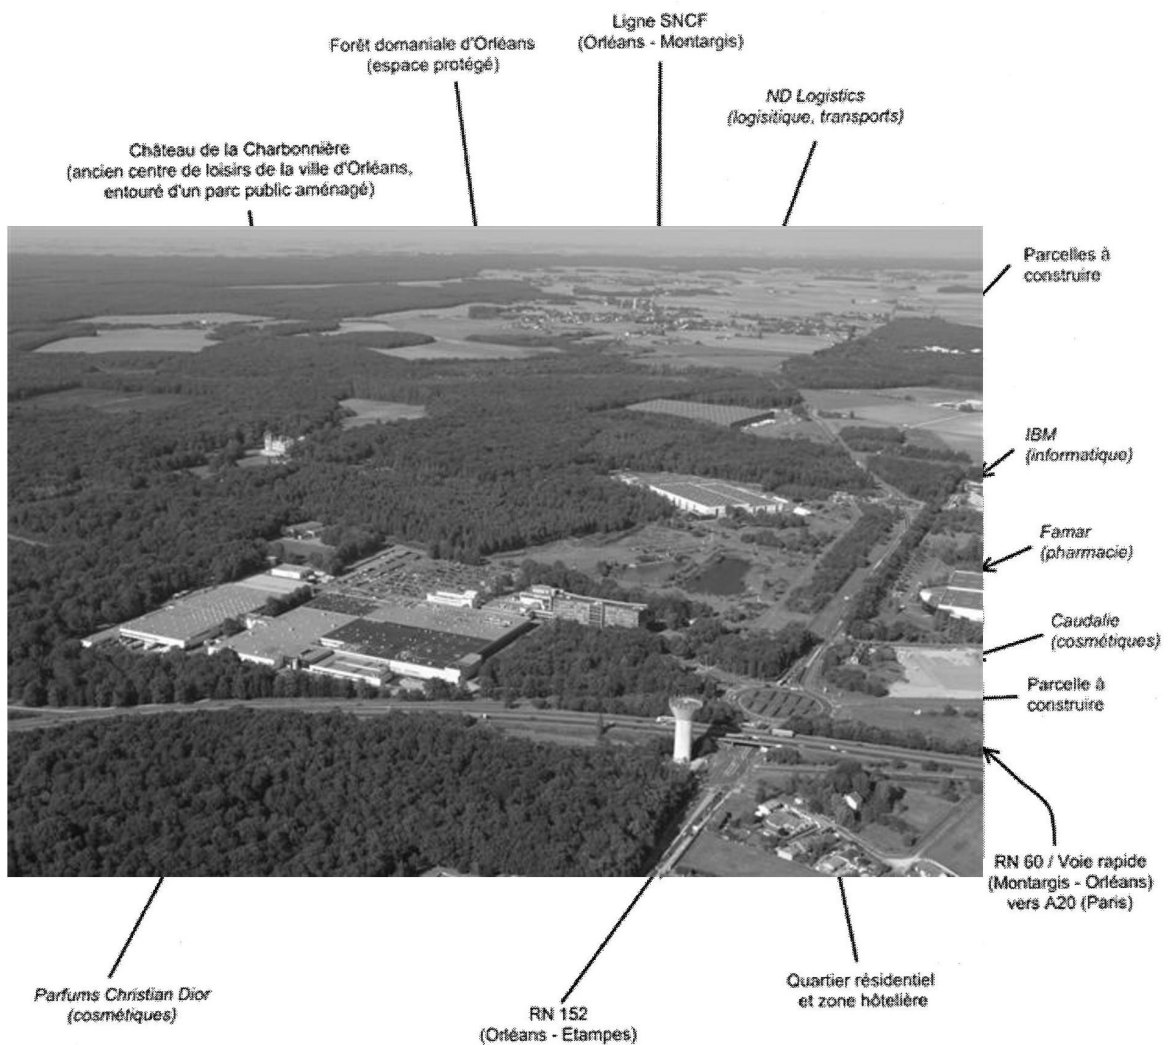 Ligne SNCF
(Orléans - Montargis)
Forêt domaniale d'Orléans
(espace protégé)
ND Logistics
(logisitique, transports)
Château de la Charbonnière
(ancien centre de loisirs de la ville d'Orléans,
entouré d'un parc public aménagé)
Parcelles à
construire
IBM
(informatique)
Famar
(pharmacie)
Caudalie
(cosmétiques)
Parcelle à
construire
RN 60 / Voie rapide
(Montargis - Orléans)
vers A20 (Paris)
Quartier résidentiel
et zone hôtelière
Parfums Christian Dior
(cosmétiques)
RN 152
(Orléans - Etampes)